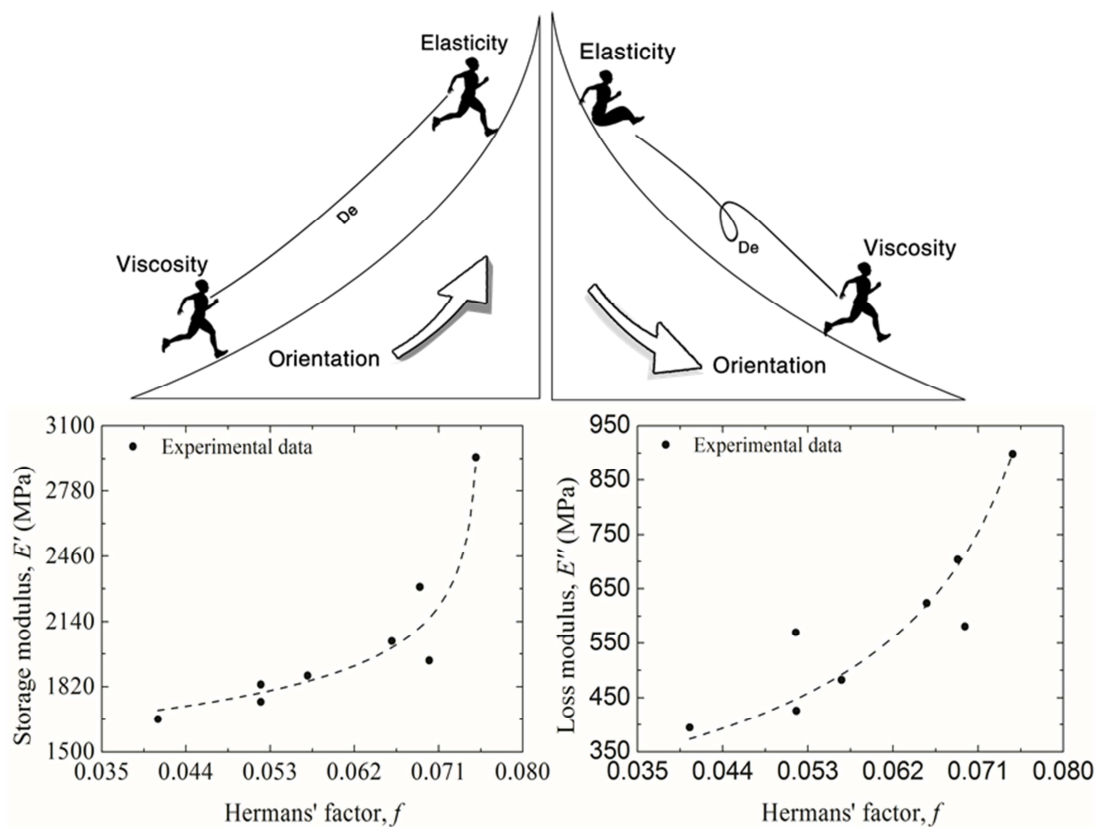 Elasticity
De
Viscosity
Orientation
Elasticity
De
Viscosity
Orientation
3100
2780
2460
2140
1820
1500
Storage modulus, E′ (MPa)
Experimental data
0.035 0.044 0.053 0.062 0.071 0.080
Hermans' factor, f
950
850
750
650
550
450
350
Loss modulus, E″ (MPa)
Experimental data
0.035 0.044 0.053 0.062 0.071 0.080
Hermans' factor, f